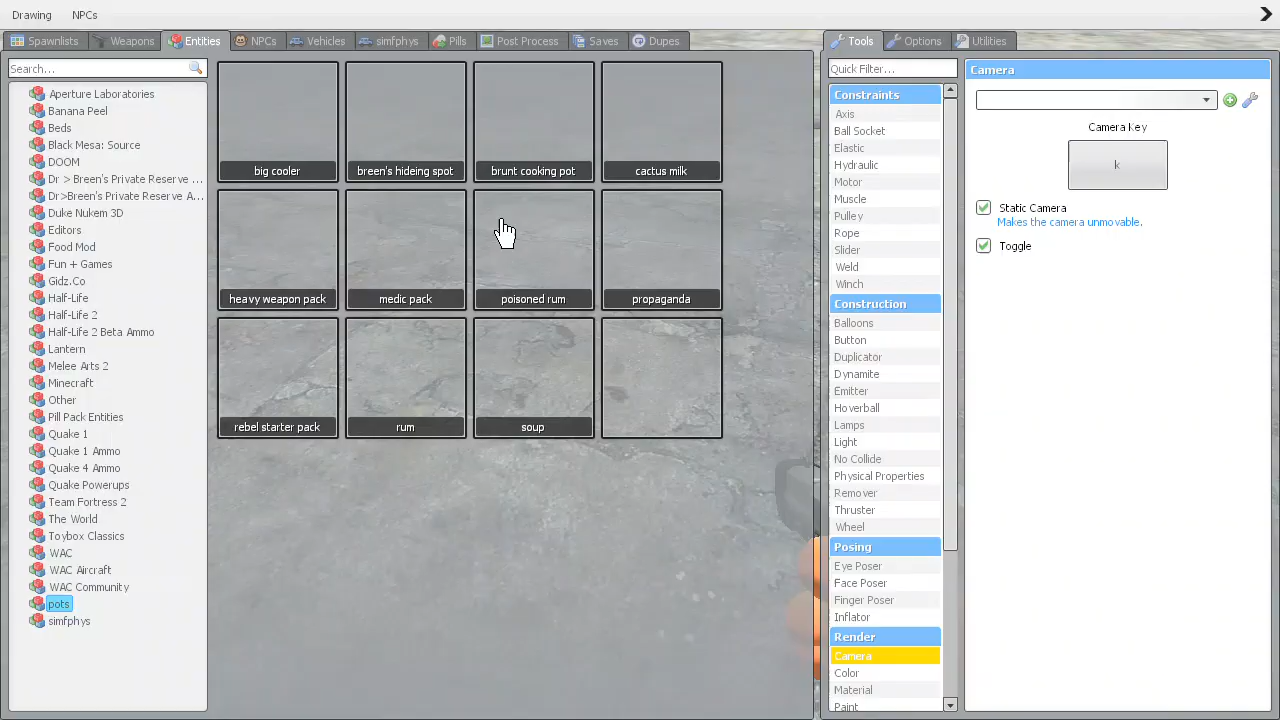 Drawing NPCs
Spawnlists Weapons Entities NPCs Vehicles simfphys Pills Post Process Saves Dupes
Search...
Aperture Laboratories
Banana Peel
Beds
Black Mesa: Source
DOOM
Dr > Breen's Private Reserve ...
Dr>Breen's Private Reserve A...
Duke Nukem 3D
Editors
Food Mod
Fun + Games
Gidz.Co
Half-Life
Half-Life 2
Half-Life 2 Beta Ammo
Lantern
Melee Arts 2
Minecraft
Other
Pill Pack Entities
Quake 1
Quake 1 Ammo
Quake 4 Ammo
Quake Powerups
Team Fortress 2
The World
Toybox Classics
WAC
WAC Aircraft
WAC Community
pots
simfphys
big cooler breen's hideing spot brunt cooking pot cactus milk
heavy weapon pack medic pack poisoned rum propaganda
rebel starter pack rum soup
Tools Options Utilities
Quick Filter...
Constraints
Axis
Ball Socket
Elastic
Hydraulic
Motor
Muscle
Pulley
Rope
Slider
Weld
Winch
Construction
Balloons
Button
Duplicator
Dynamite
Emitter
Hoverball
Lamps
Light
No Collide
Physical Properties
Remover
Thruster
Wheel
Posing
Eye Poser
Face Poser
Finger Poser
Inflator
Render
Camera
Color
Material
Paint
Camera
Camera Key
k
Static Camera
Makes the camera unmovable.
Toggle